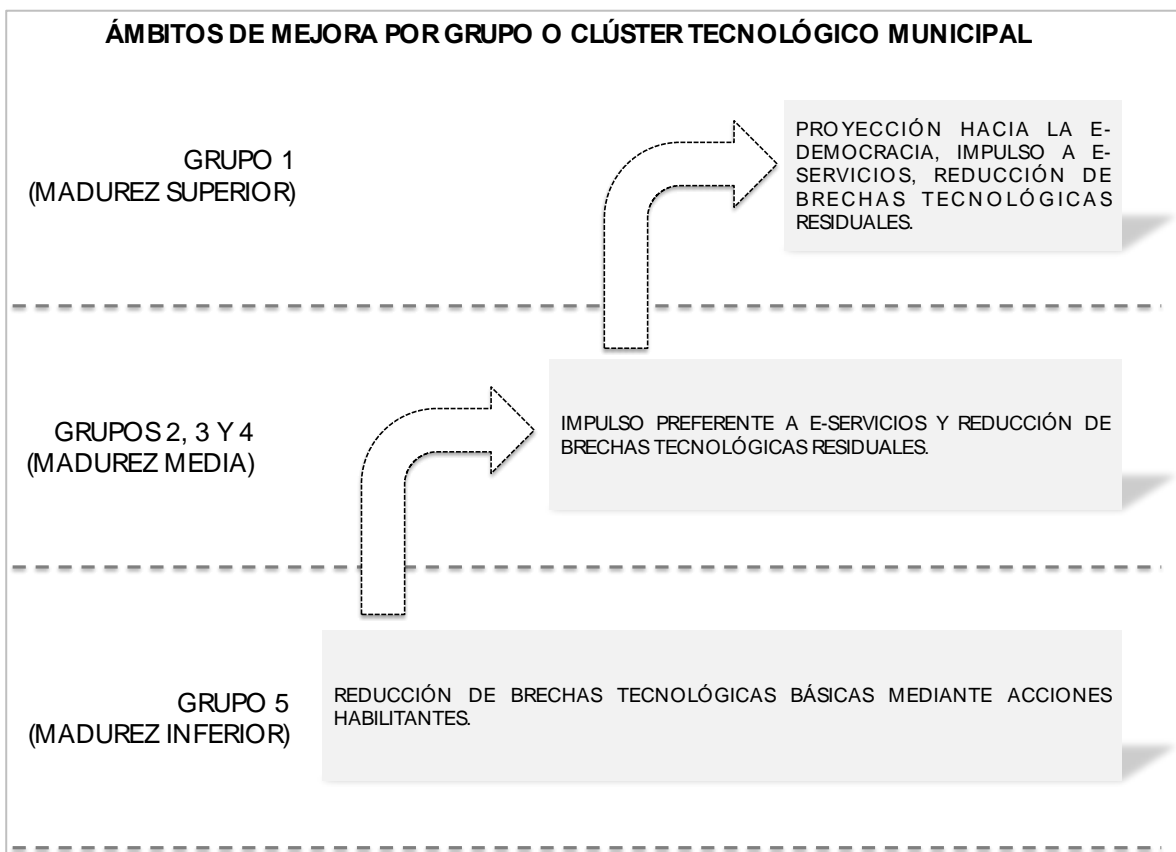 ÁMBITOS DE MEJORA POR GRUPO O CLÚSTER TECNOLÓGICO MUNICIPAL
GRUPO 1
(MADUREZ SUPERIOR)
PROYECCIÓN HACIA LA E-
DEMOCRACIA, IMPULSO A E-
SERVICIOS, REDUCCIÓN DE
BRECHAS TECNOLÓGICAS
RESIDUALES.
GRUPOS 2, 3 Y 4
(MADUREZ MEDIA)
IMPULSO PREFERENTE A E-SERVICIOS Y REDUCCIÓN DE
BRECHAS TECNOLÓGICAS RESIDUALES.
GRUPO 5
(MADUREZ INFERIOR)
REDUCCIÓN DE BRECHAS TECNOLÓGICAS BÁSICAS MEDIANTE ACCIONES
HABILITANTES.